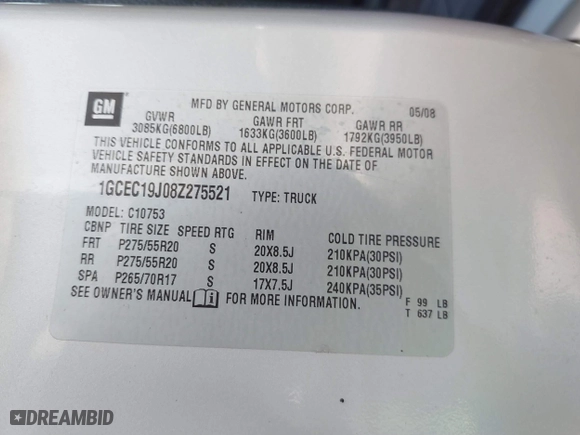 GM
MFD BY GENERAL MOTORS CORP. 05/08
GVWR GAWR FRT GAWR RR
3085KG(6800LB) 1633KG(3600LB) 1792KG(3950LB)
THIS VEHICLE CONFORMS TO ALL APPLICABLE U.S. FEDERAL MOTOR
VEHICLE SAFETY STANDARDS IN EFFECT ON THE DATE OF
MANUFACTURE SHOWN ABOVE.
1GCEC19J08Z275521 TYPE: TRUCK
MODEL: C10753
CBNP TIRE SIZE SPEED RTG RIM COLD TIRE PRESSURE
FRT P275/55R20 S 20X8.5J 210KPA(30PSI)
RR P275/55R20 S 20X8.5J 210KPA(30PSI)
SPA P265/70R17 S 17X7.5J 240KPA(35PSI)
SEE OWNER'S MANUAL i FOR MORE INFORMATION.
F 99 LB
T 637 LB
DREAMBID